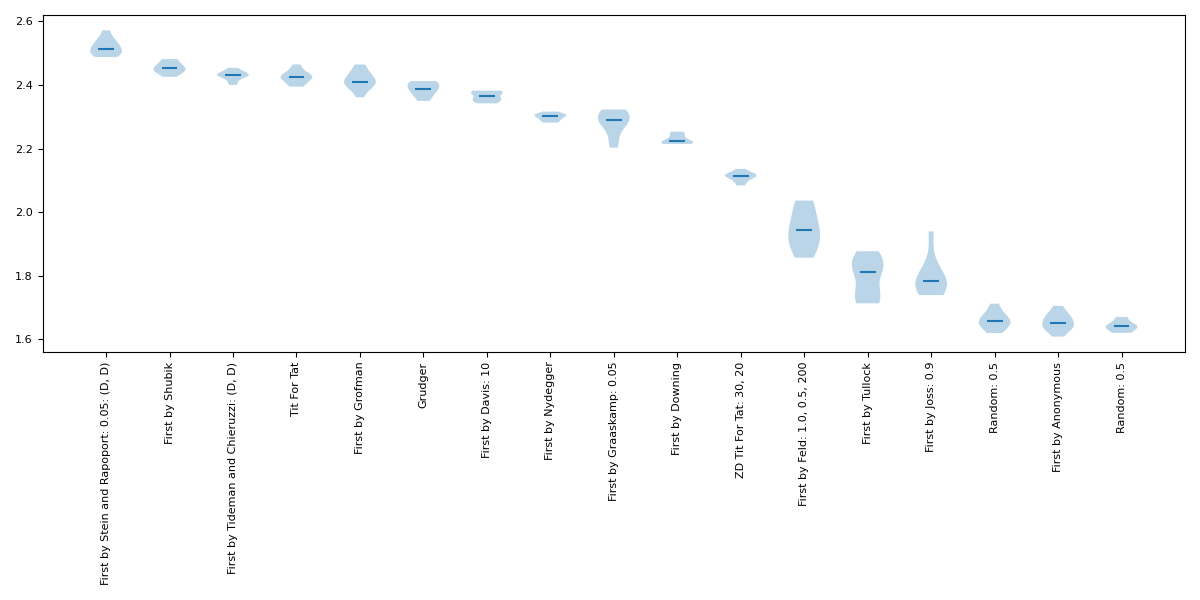 2.6
2.4
2.2
2.0
1.8
1.6
First by Stein and Rapoport: 0.05: (D, D)
First by Shubik
First by Tideman and Chieruzzi: (D, D)
Tit For Tat
First by Grofman
Grudger
First by Davis: 10
First by Nydegger
First by Graaskamp: 0.05
First by Downing
ZD Tit For Tat: 30, 20
First by Feld: 1.0, 0.5, 200
First by Tullock
First by Joss: 0.9
Random: 0.5
First by Anonymous
Random: 0.5